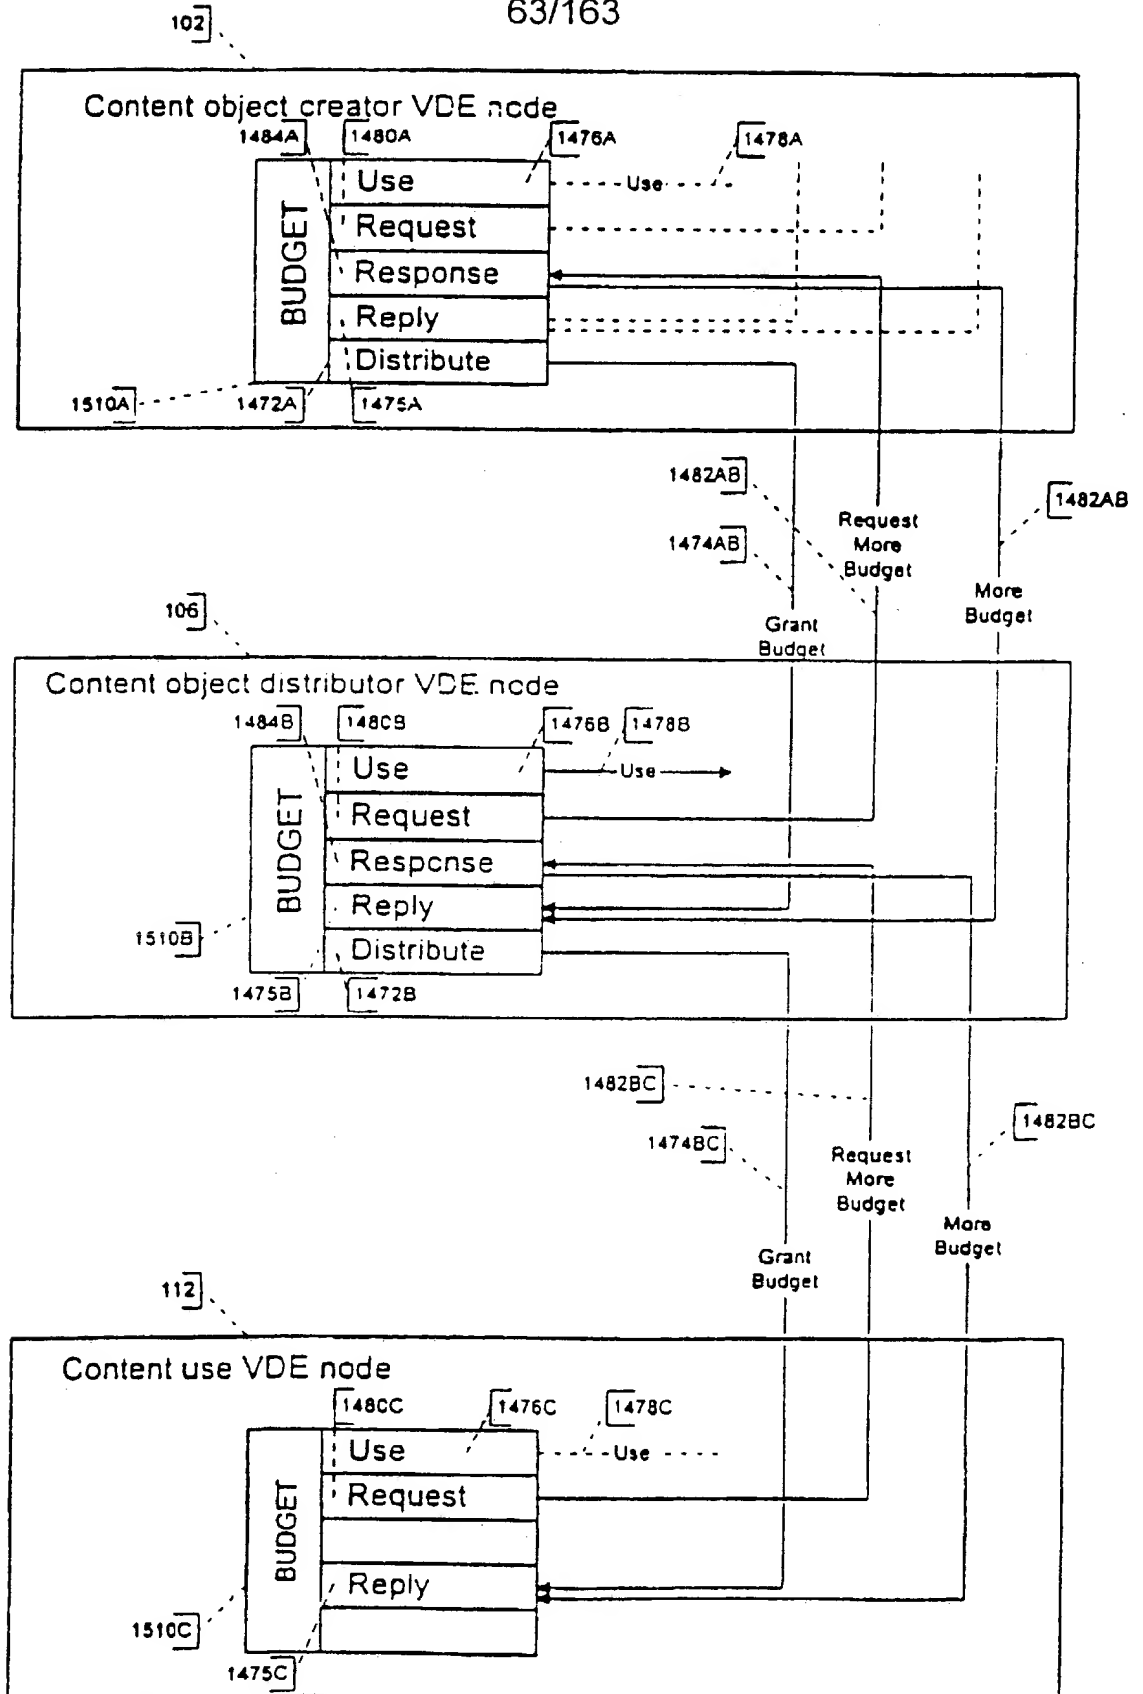 63/163
102
Content object creator VDE node
1484A 1480A 1476A 1478A
BUDGET
Use
Use
Request
Response
Reply
Distribute
1510A 1472A 1475A
1482AB
1482AB
1474AB
Request
More
Budget
More
Budget
Grant
Budget
106
Content object distributor VDE node
1484B 1480B 1476B 1478B
BUDGET
Use
Use
Request
Response
Reply
Distribute
1510B
1475B 1472B
1482BC
1482BC
1474BC
Request
More
Budget
More
Budget
Grant
Budget
112
Content use VDE node
1480C 1476C 1478C
BUDGET
Use
Use
Request
Reply
1510C
1475C